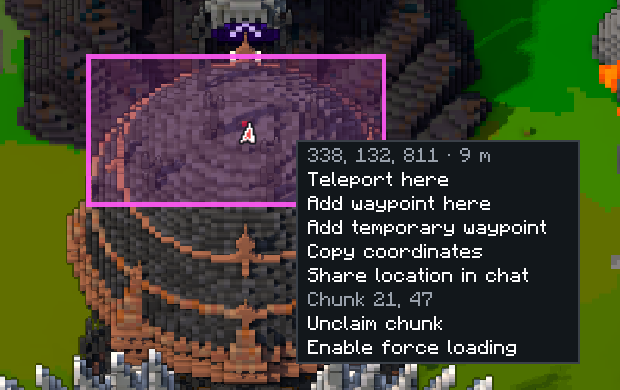 338, 132, 811 · 9 m
Teleport here
Add waypoint here
Add temporary waypoint
Copy coordinates
Share location in chat
Chunk 21, 47
Unclaim chunk
Enable force loading